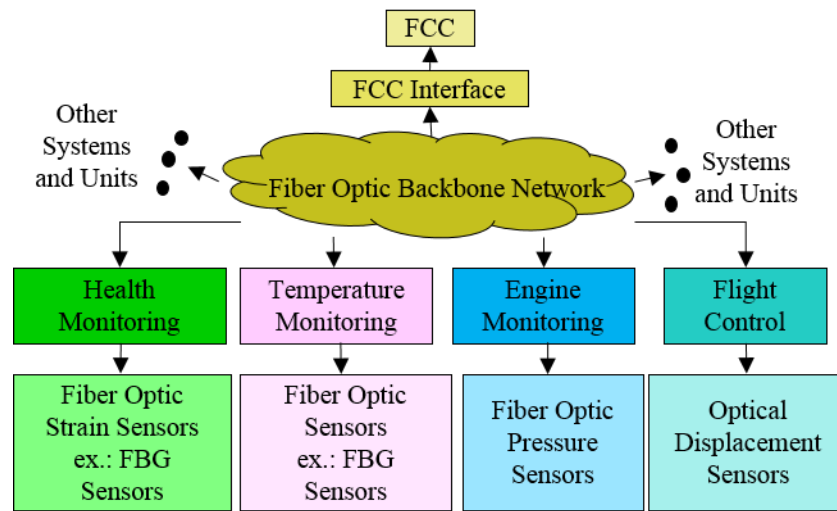 FCC
FCC Interface
Other
Systems
and Units
Other
Systems
and Units
Fiber Optic Backbone Network
Health
Monitoring
Temperature
Monitoring
Engine
Monitoring
Flight
Control
Fiber Optic
Strain Sensors
ex.: FBG
Sensors
Fiber Optic
Sensors
ex.: FBG
Sensors
Fiber Optic
Pressure
Sensors
Optical
Displacement
Sensors